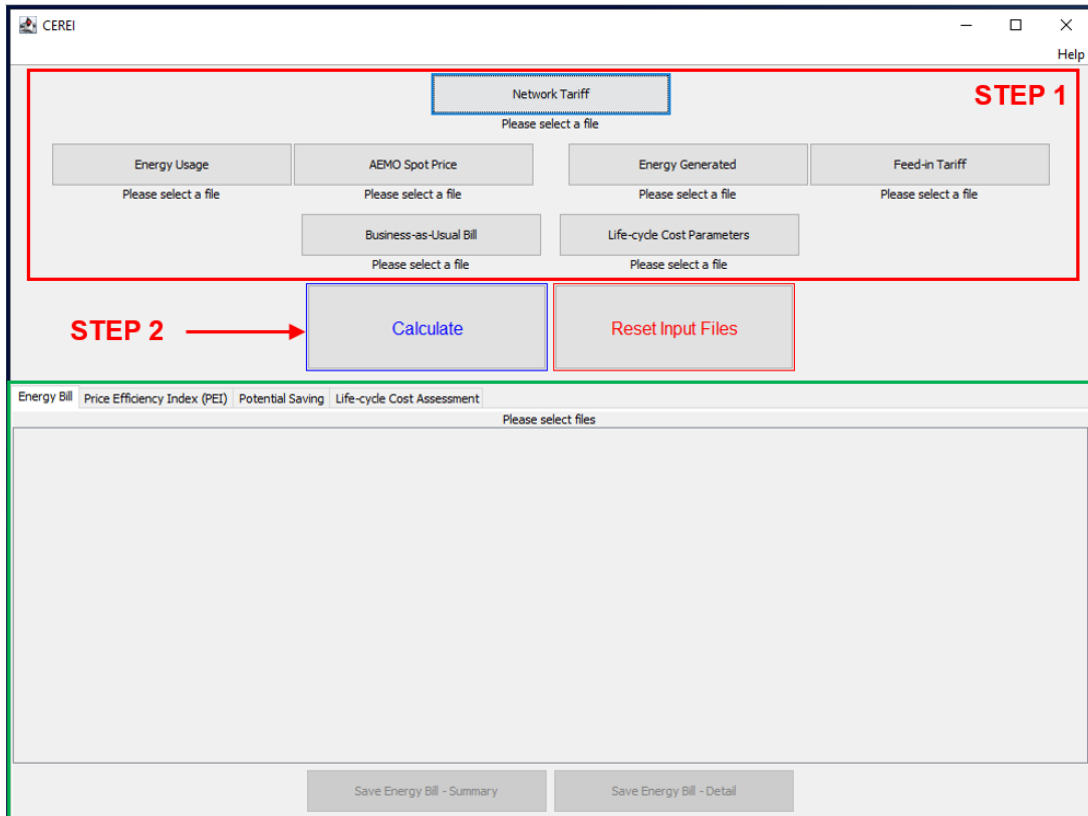 CEREI
Help
STEP 1
Network Tariff
Please select a file
Energy Usage
AEMO Spot Price
Energy Generated
Feed-in Tariff
Please select a file
Please select a file
Please select a file
Please select a file
Business-as-Usual Bill
Life-cycle Cost Parameters
Please select a file
Please select a file
STEP 2
Calculate
Reset Input Files
Energy Bill
Price Efficiency Index (PEI)
Potential Saving
Life-cycle Cost Assessment
Please select files
Save Energy Bill - Summary
Save Energy Bill - Detail